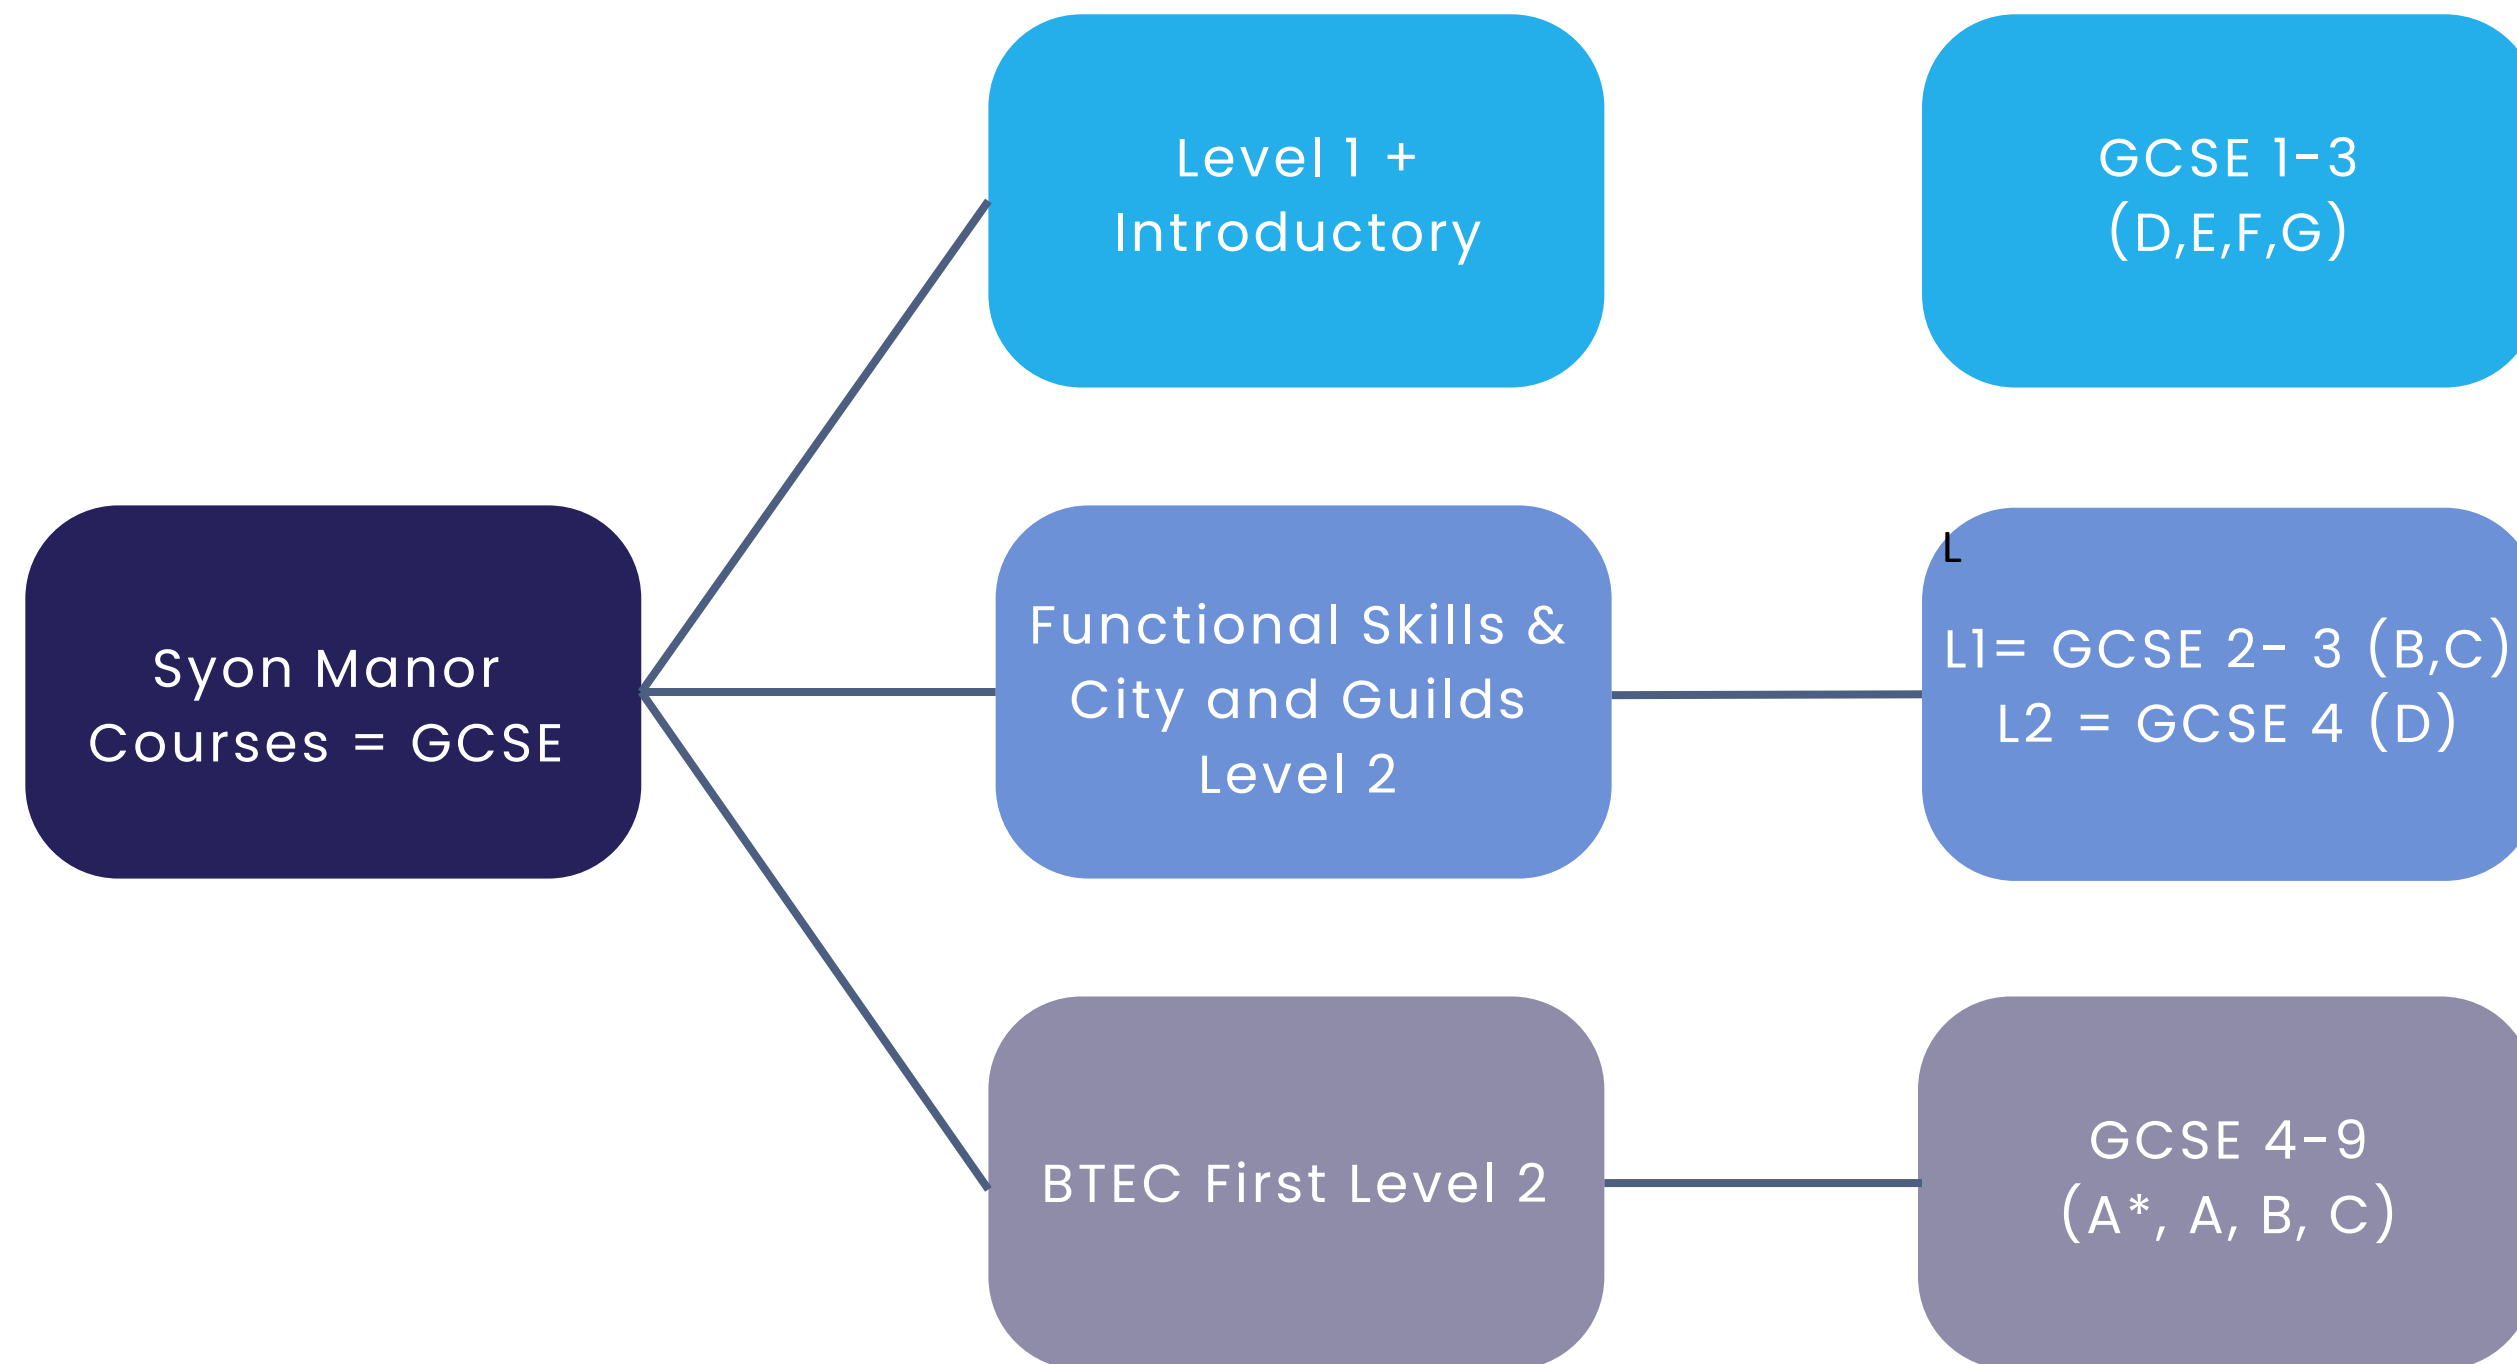 Level 1 +
Introductory
GCSE 1-3
(D,E,F,G)
Syon Manor
Courses = GCSE
Functional Skills &
City and Guilds
Level 2
L
L1= GCSE 2- 3 (B,C)
L2 = GCSE 4 (D)
BTEC First Level 2
GCSE 4-9
(A*, A, B, C)